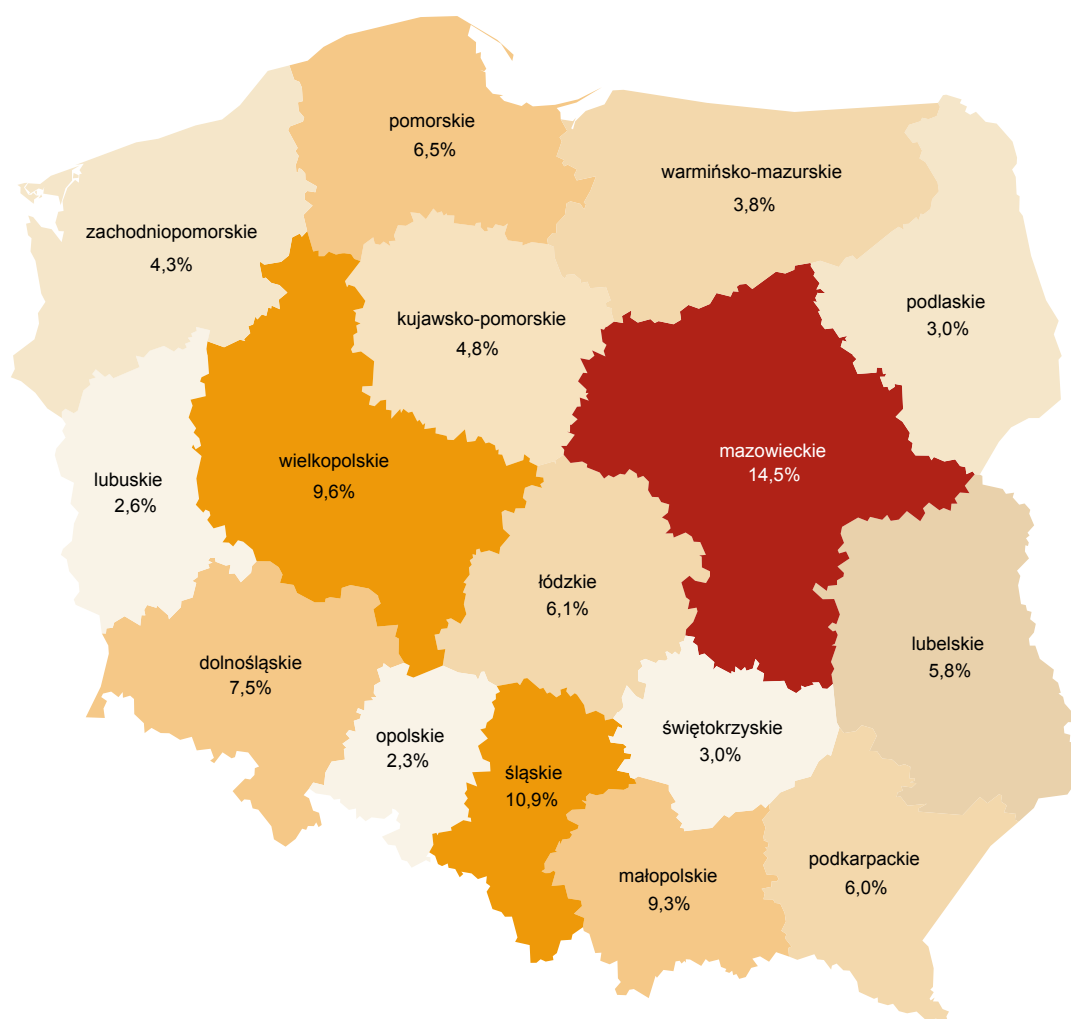 pomorskie
6,5%
warmińsko-mazurskie
3,8%
zachodniopomorskie
4,3%
podlaskie
3,0%
kujawsko-pomorskie
4,8%
mazowieckie
14,5%
wielkopolskie
9,6%
lubuskie
2,6%
łódzkie
6,1%
lubelskie
5,8%
dolnośląskie
7,5%
świętokrzyskie
3,0%
opolskie
2,3%
śląskie
10,9%
podkarpackie
6,0%
małopolskie
9,3%